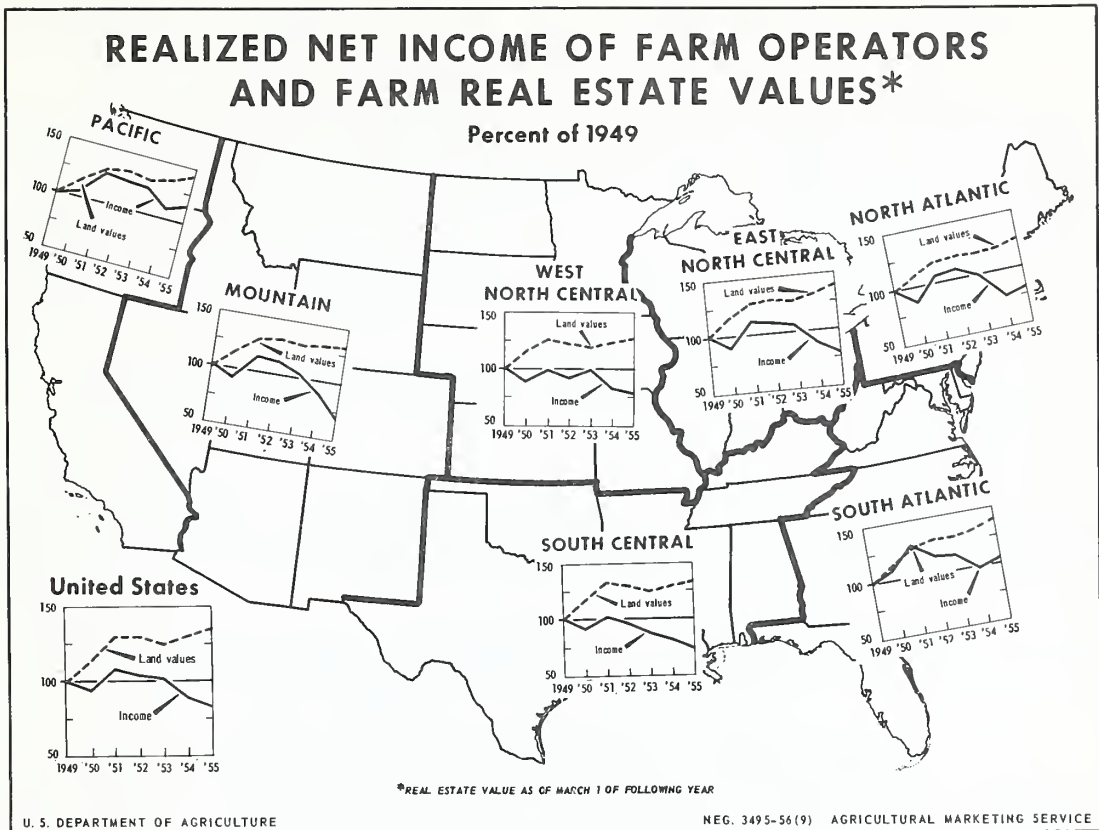 REALIZED NET INCOME OF FARM OPERATORS
AND FARM REAL ESTATE VALUES*
Percent of 1949
PACIFIC
150
100
50
Income
Land values
1949 '50 '51 '52 '53 '54 '55
MOUNTAIN
150
100
50
Land values
Income
1949 '50 '51 '52 '53 '54 '55
WEST
NORTH CENTRAL
150
100
50
Land values
Income
1949 '50 '51 '52 '53 '54 '55
EAST
NORTH CENTRAL
150
100
50
Land values
Income
1949 '50 '51 '52 '53 '54 '55
NORTH ATLANTIC
150
100
50
Land values
Income
1949 '50 '51 '52 '53 '54 '55
United States
150
100
50
Land values
Income
1949 '50 '51 '52 '53 '54 '55
SOUTH CENTRAL
150
100
50
Land values
Income
1949 '50 '51 '52 '53 '54 '55
SOUTH ATLANTIC
150
100
50
Land values
Income
1949 '50 '51 '52 '53 '54 '55
*REAL ESTATE VALUE AS OF MARCH 1 OF FOLLOWING YEAR
U. S. DEPARTMENT OF AGRICULTURE
NEG. 3495-56(9) AGRICULTURAL MARKETING SERVICE